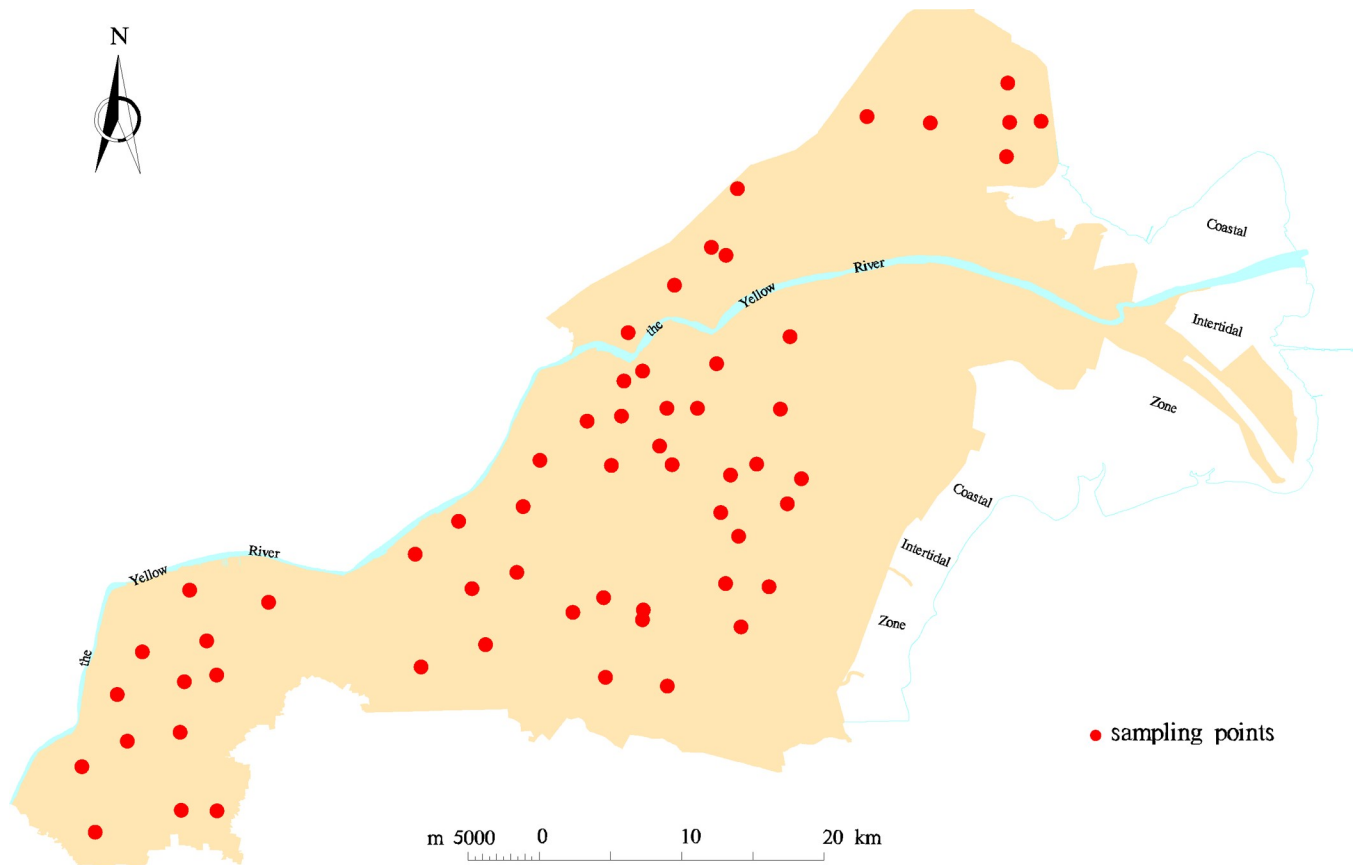 N
Coastal
the Yellow River
Intertidal
Zone
Coastal
Intertidal
Zone
the Yellow River
sampling points
m 5000 0 10 20 km